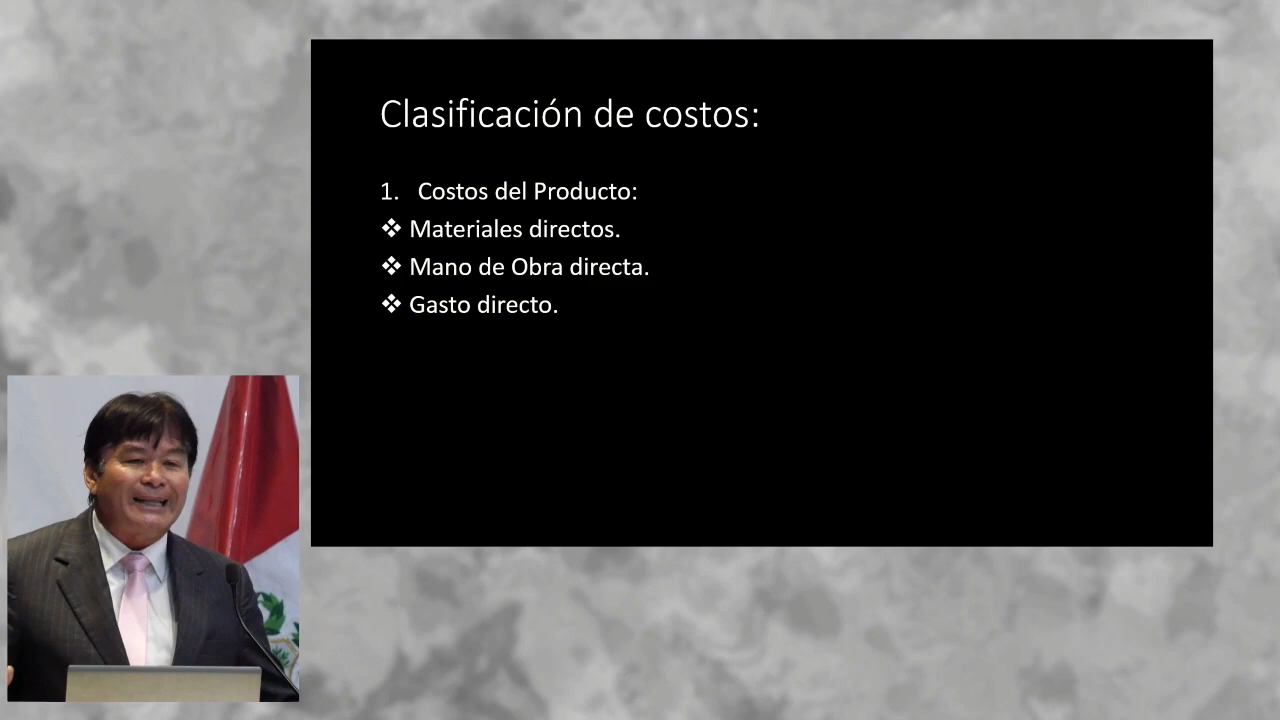 Clasificación de costos:
1. Costos del Producto:
❖ Materiales directos.
❖ Mano de Obra directa.
❖ Gasto directo.